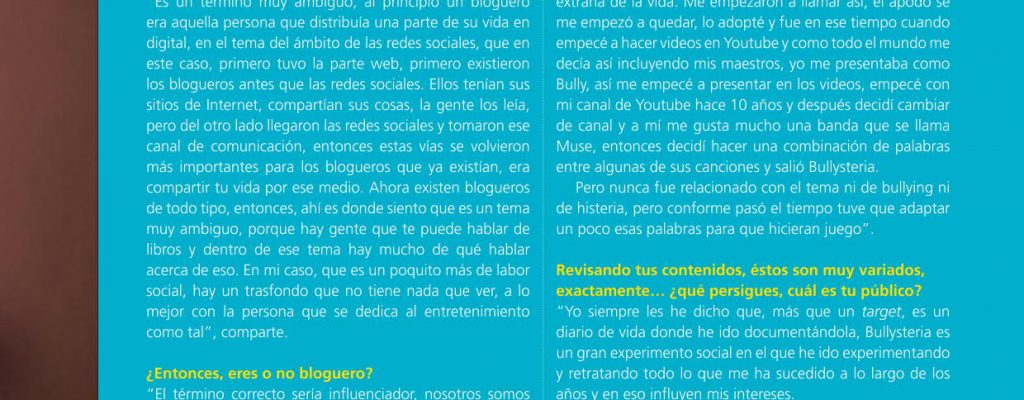 “Es un término muy ambiguo, al principio un bloguero
era aquella persona que distribuía una parte de su vida en
digital, en el tema del ámbito de las redes sociales, que en
este caso, primero tuvo la parte web, primero existieron
los blogueros antes que las redes sociales. Ellos tenían sus
sitios de Internet, compartían sus cosas, la gente los leía,
pero del otro lado llegaron las redes sociales y tomaron ese
canal de comunicación, entonces estas vías se volvieron
más importantes para los blogueros que ya existían, era
compartir tu vida por ese medio. Ahora existen blogueros
de todo tipo, entonces, ahí es donde siento que es un tema
muy ambiguo, porque hay gente que te puede hablar de
libros y dentro de ese tema hay mucho de qué hablar
acerca de eso. En mi caso, que es un poquito más de labor
social, hay un trasfondo que no tiene nada que ver, a lo
mejor con la persona que se dedica al entretenimiento
como tal”, comparte.
¿Entonces, eres o no bloguero?
“El término correcto sería influenciador, nosotros somos
extraña de la vida. Me empezaron a llamar así, el apodo se
me empezó a quedar, lo adopté y fue en ese tiempo cuando
empecé a hacer videos en Youtube y como todo el mundo me
decía así incluyendo mis maestros, yo me presentaba como
Bully, así me empecé a presentar en los videos, empecé con
mi canal de Youtube hace 10 años y después decidí cambiar
de canal y a mí me gusta mucho una banda que se llama
Muse, entonces decidí hacer una combinación de palabras
entre algunas de sus canciones y salió Bullysteria.
Pero nunca fue relacionado con el tema ni de bullying ni
de histeria, pero conforme pasó el tiempo tuve que adaptar
un poco esas palabras para que hicieran juego”.
Revisando tus contenidos, éstos son muy variados,
exactamente… ¿qué persigues, cuál es tu público?
“Yo siempre les he dicho que, más que un target, es un
diario de vida donde he ido documentándola, Bullysteria es
un gran experimento social en el que he ido experimentando
y retratando todo lo que me ha sucedido a lo largo de los
años y en eso influyen mis intereses.